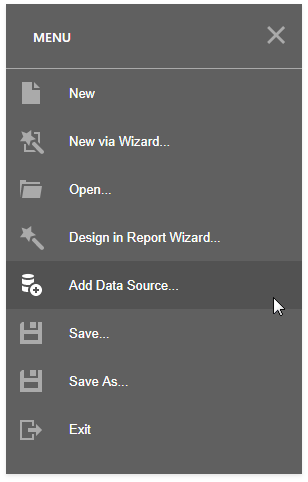 MENU
New
New via Wizard...
Open...
Design in Report Wizard...
Add Data Source...
Save...
Save As...
Exit